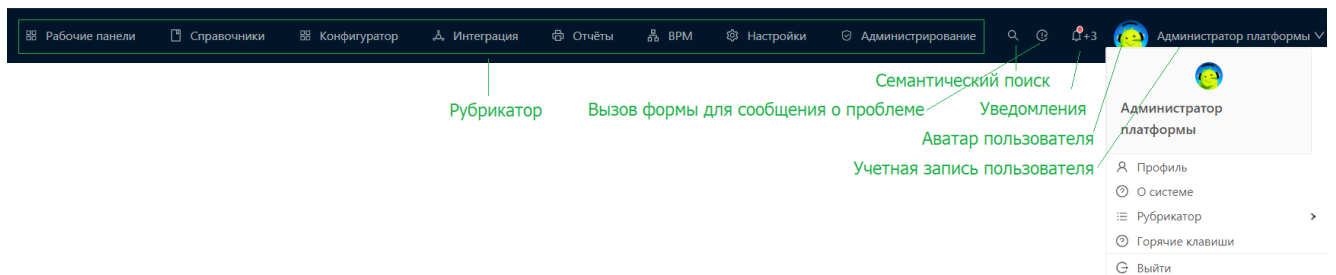 Рабочие панели Справочники Конфигуратор Интеграция Отчёты BPM Настройки Администрирование +3 Администратор платформы
Семантический поиск
Рубрикатор Вызов формы для сообщения о проблеме Уведомления
Аватар пользователя
Учетная запись пользователя
Администратор
платформы
Профиль
О системе
Рубрикатор
Горячие клавиши
Выйти